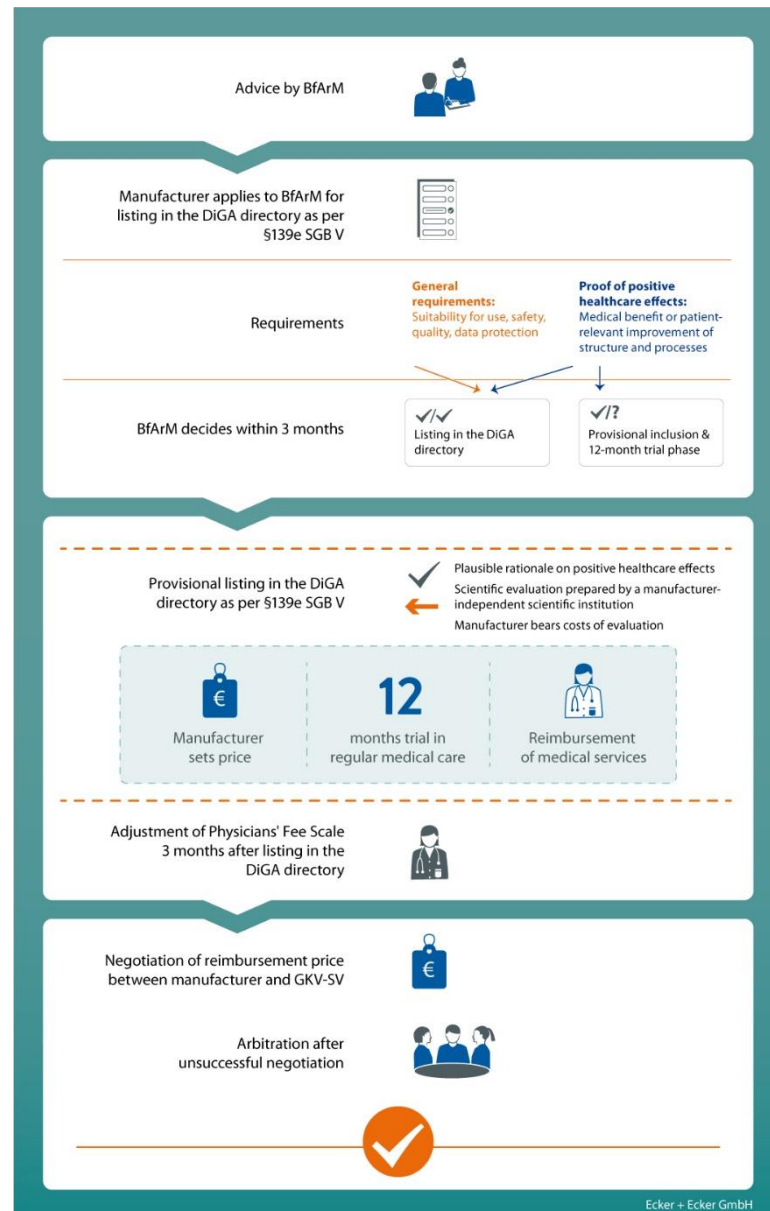 Advice by BfArM
Manufacturer applies to BfArM for
listing in the DiGA directory as per
§139e SGB V
Requirements
General
requirements:
Suitability for use, safety,
quality, data protection
Proof of positive
healthcare effects:
Medical benefit or patient-
relevant improvement of
structure and processes
BfArM decides within 3 months
✓/✓
Listing in the DiGA
directory
✓/?
Provisional inclusion &
12-month trial phase
Provisional listing in the DiGA
directory as per §139e SGB V
Plausible rationale on positive healthcare effects
Scientific evaluation prepared by a manufacturer-
independent scientific institution
Manufacturer bears costs of evaluation
€
Manufacturer
sets price
12
months trial in
regular medical care
Reimbursement
of medical services
Adjustment of Physicians' Fee Scale
3 months after listing in the
DiGA directory
Negotiation of reimbursement price
between manufacturer and GKV-SV
€
Arbitration after
unsuccessful negotiation
Ecker + Ecker GmbH